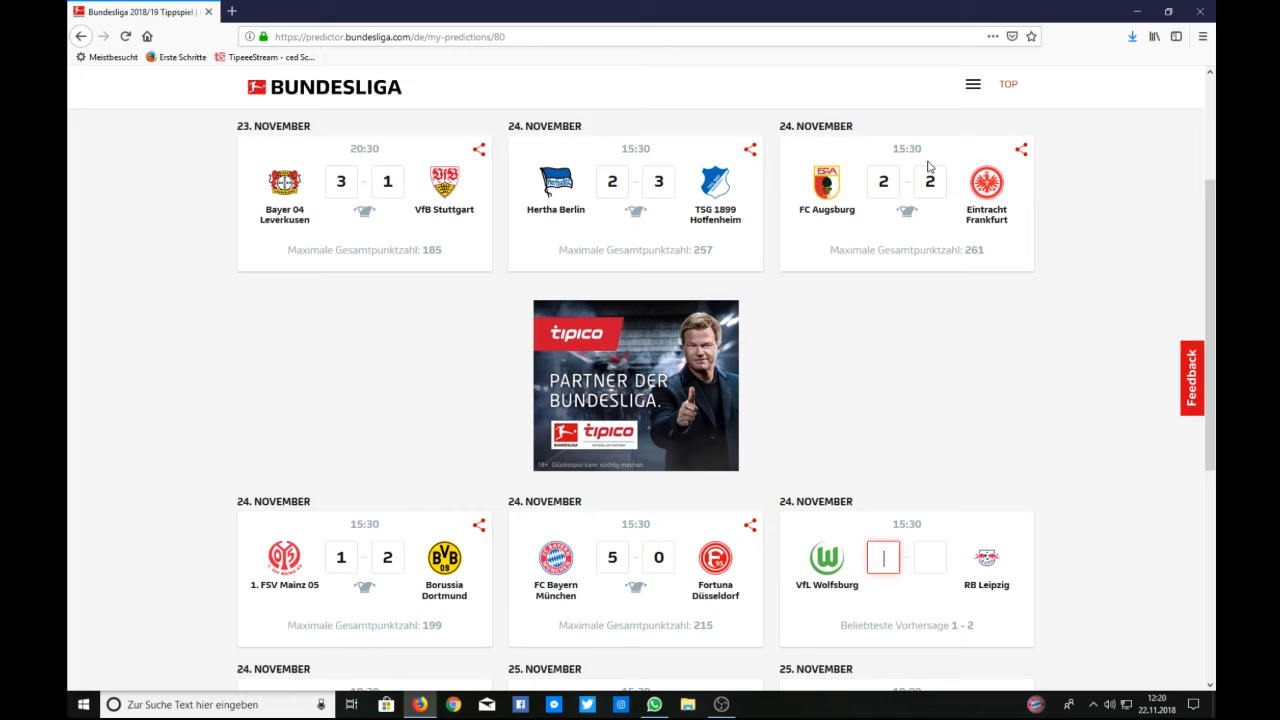 Bundesliga 2018/19 Tippspiel |
https://predictor.bundesliga.com/de/my-predictions/80
Meistbesucht
Erste Schritte
TipeeeStream - ced Sc...
BUNDESLIGA
TOP
23. NOVEMBER
20:30
3 - 1
Bayer 04
Leverkusen
VfB Stuttgart
Maximale Gesamtpunktzahl: 185
24. NOVEMBER
15:30
2 - 3
Hertha Berlin
TSG 1899
Hoffenheim
Maximale Gesamtpunktzahl: 257
24. NOVEMBER
15:30
2 - 2
FC Augsburg
Eintracht
Frankfurt
Maximale Gesamtpunktzahl: 261
tipico
PARTNER DER
BUNDESLIGA.
tipico
18+. Glücksspiel kann süchtig machen.
Feedback
24. NOVEMBER
15:30
1 - 2
1. FSV Mainz 05
Borussia
Dortmund
Maximale Gesamtpunktzahl: 199
24. NOVEMBER
15:30
5 - 0
FC Bayern
München
Fortuna
Düsseldorf
Maximale Gesamtpunktzahl: 215
24. NOVEMBER
15:30
-
VfL Wolfsburg
RB Leipzig
Beliebteste Vorhersage 1 - 2
24. NOVEMBER
25. NOVEMBER
25. NOVEMBER
Zur Suche Text hier eingeben
12:20
22.11.2018